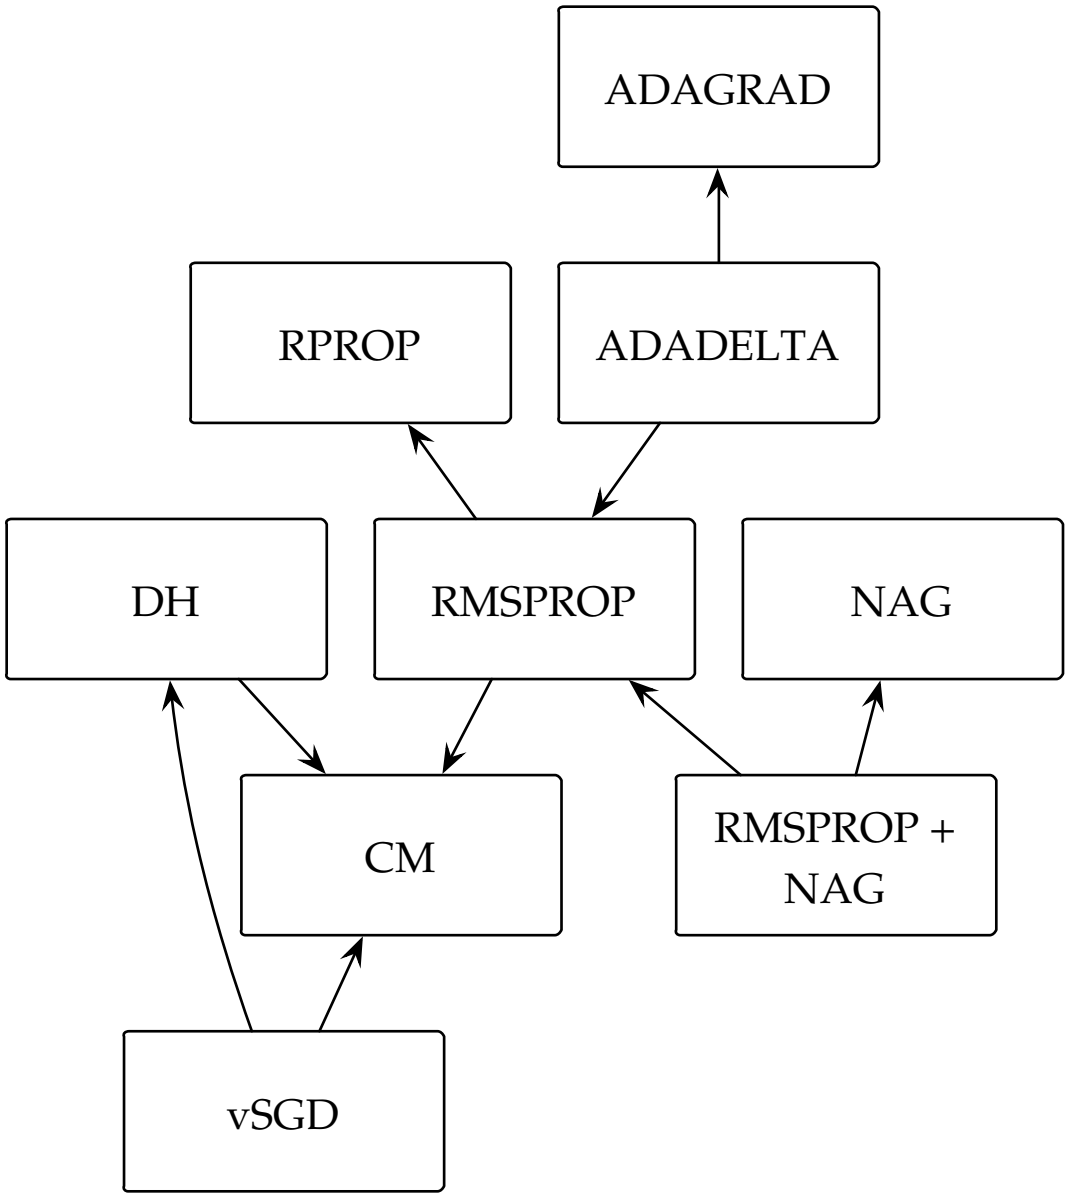 ADAGRAD
RPROP
ADADELTA
DH
RMSPROP
NAG
CM
RMSPROP +
NAG
vSGD